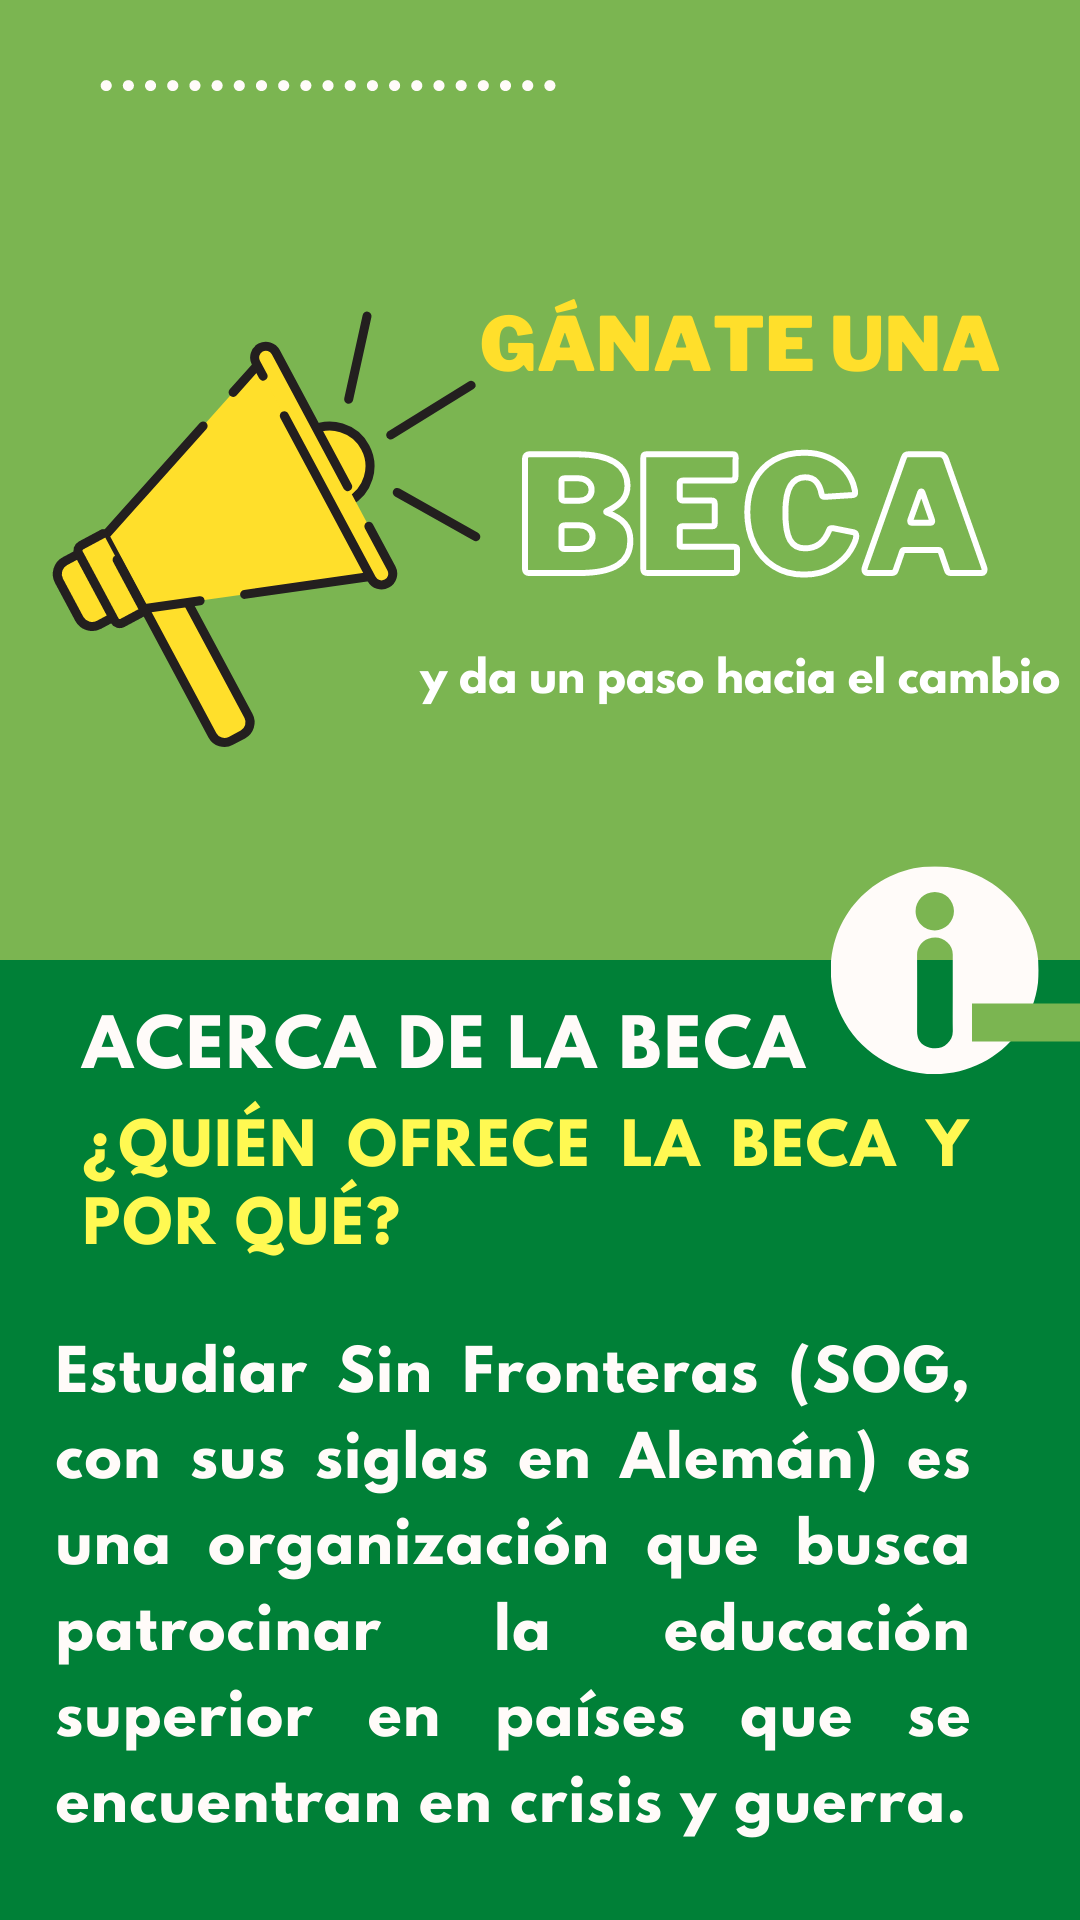 GÁNATE UNA
BECA
y da un paso hacia el cambio
ACERCA DE LA BECA
¿QUIÉN OFRECE LA BECA Y
POR QUÉ?
Estudiar Sin Fronteras (SOG,
con sus siglas en Alemán) es
una organización que busca
patrocinar la educación
superior en países que se
encuentran en crisis y guerra.